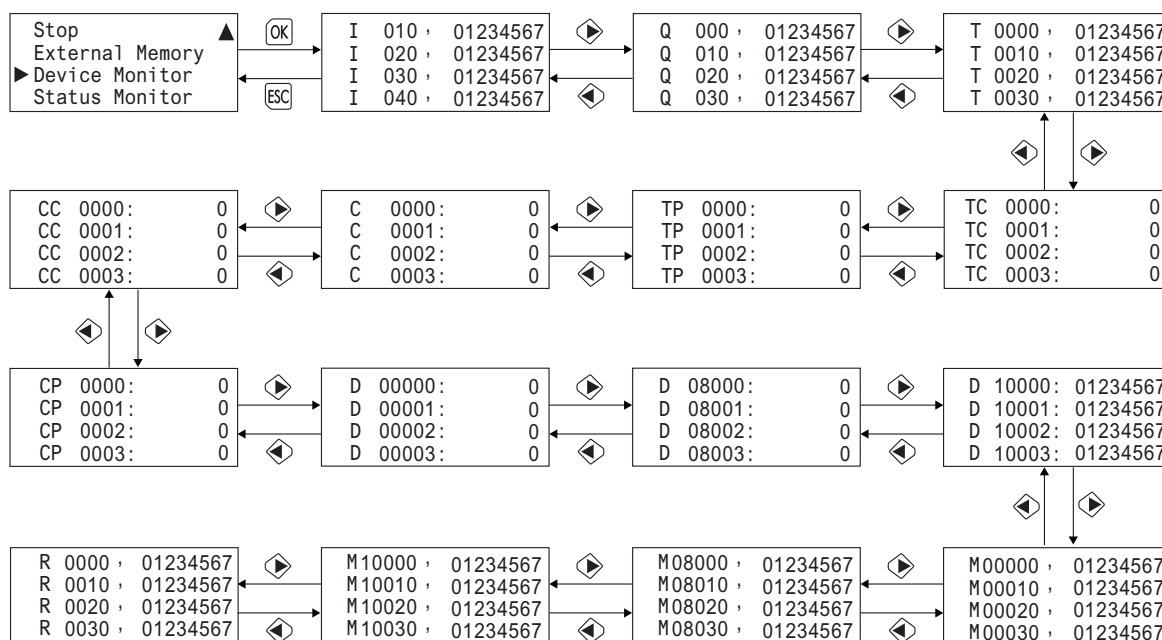 Stop ▲
External Memory
▶Device Monitor
Status Monitor
OK
ESC
I 010, 01234567
I 020, 01234567
I 030, 01234567
I 040, 01234567
Q 000, 01234567
Q 010, 01234567
Q 020, 01234567
Q 030, 01234567
T 0000, 01234567
T 0010, 01234567
T 0020, 01234567
T 0030, 01234567
CC 0000: 0
CC 0001: 0
CC 0002: 0
CC 0003: 0
C 0000: 0
C 0001: 0
C 0002: 0
C 0003: 0
TP 0000: 0
TP 0001: 0
TP 0002: 0
TP 0003: 0
TC 0000: 0
TC 0001: 0
TC 0002: 0
TC 0003: 0
CP 0000: 0
CP 0001: 0
CP 0002: 0
CP 0003: 0
D 00000: 0
D 00001: 0
D 00002: 0
D 00003: 0
D 08000: 0
D 08001: 0
D 08002: 0
D 08003: 0
D 10000: 01234567
D 10001: 01234567
D 10002: 01234567
D 10003: 01234567
R 0000, 01234567
R 0010, 01234567
R 0020, 01234567
R 0030, 01234567
M10000, 01234567
M10010, 01234567
M10020, 01234567
M10030, 01234567
M08000, 01234567
M08010, 01234567
M08020, 01234567
M08030, 01234567
M00000, 01234567
M00010, 01234567
M00020, 01234567
M00030, 01234567